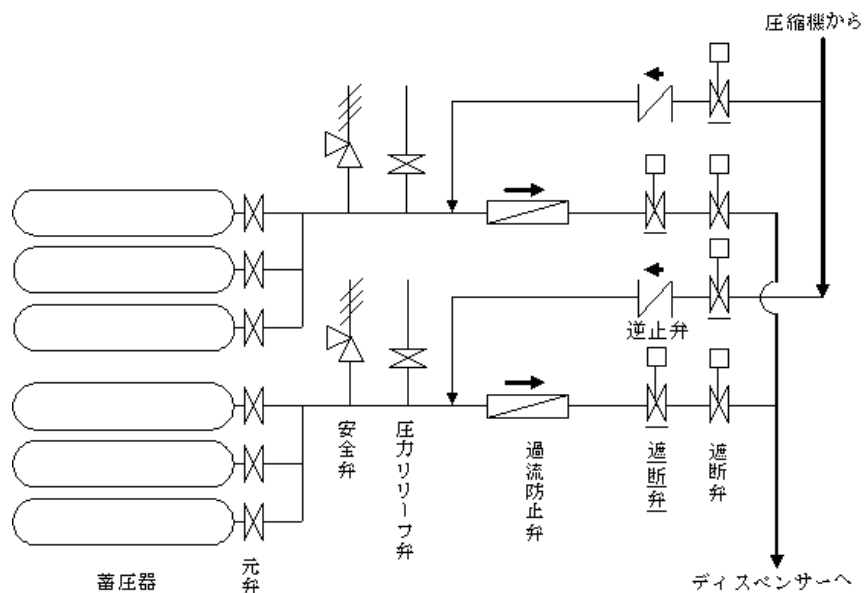 圧縮機から
逆止弁
安全弁
圧力リリーフ弁
過流防止弁
遮断弁
遮断弁
蓄圧器
元弁
ディスペンサーへ